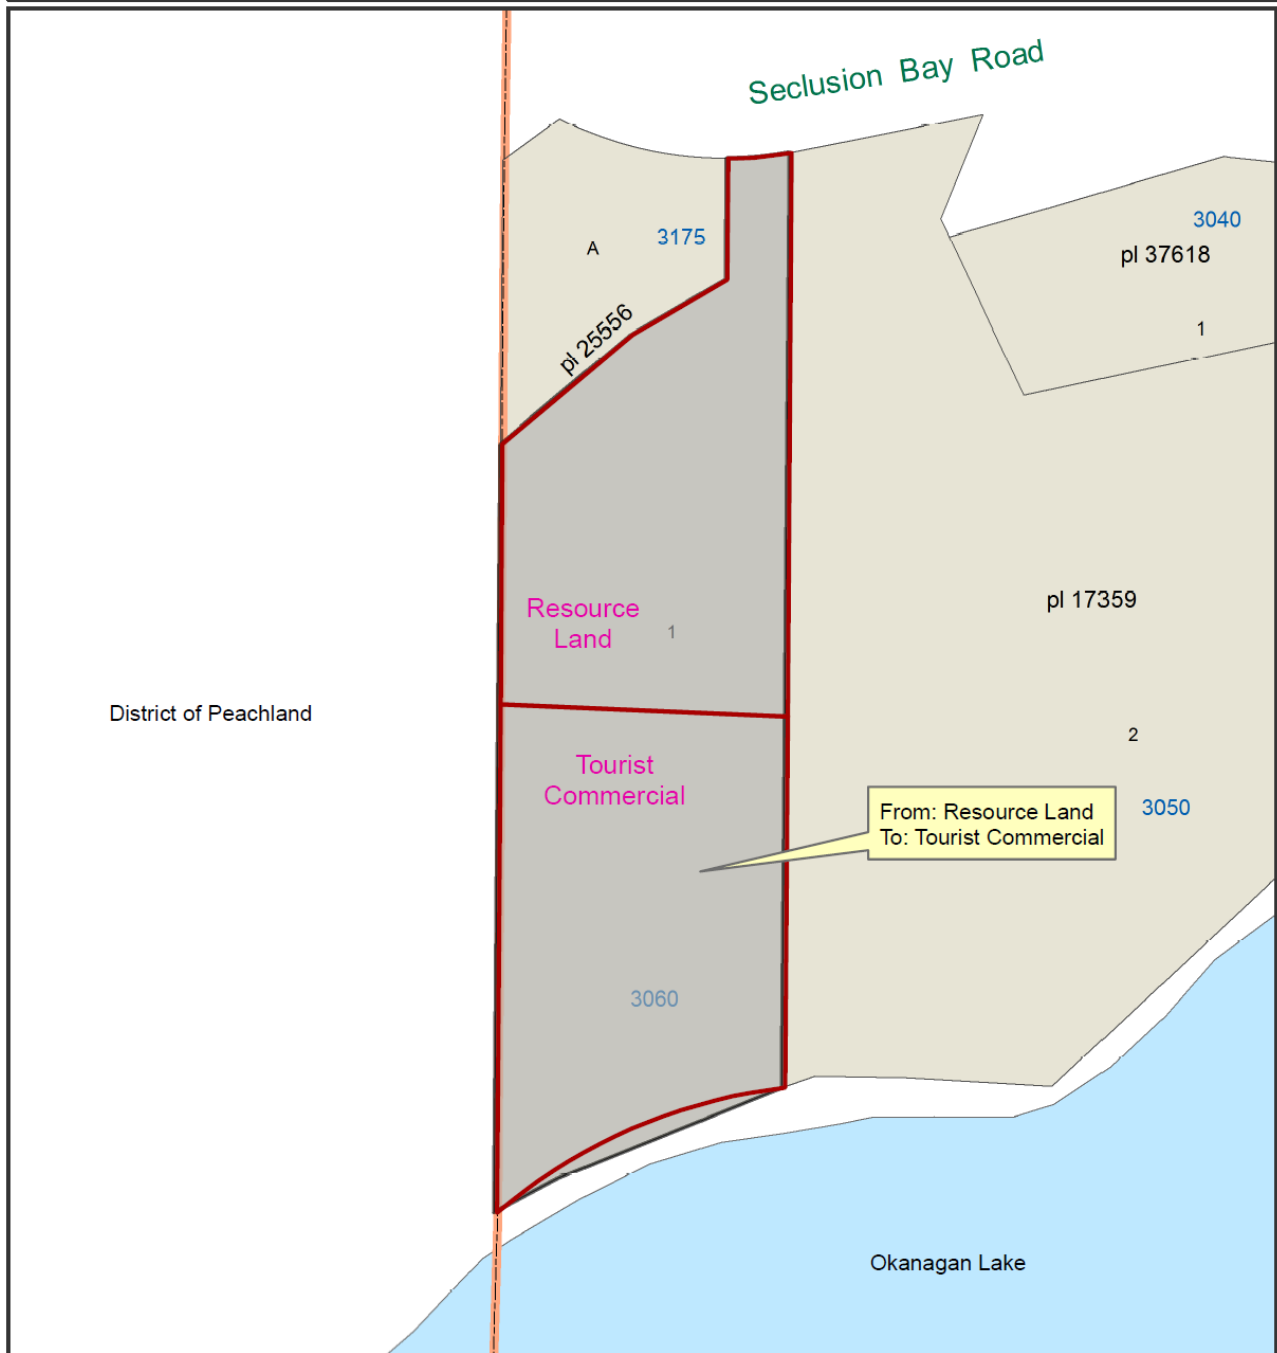 Seclusion Bay Road
3040
3175
A
pl 37618
pl 25556
1
pl 17359
Resource
Land
1
District of Peachland
2
Tourist
Commercial
From: Resource Land
To: Tourist Commercial
3050
3060
Okanagan Lake